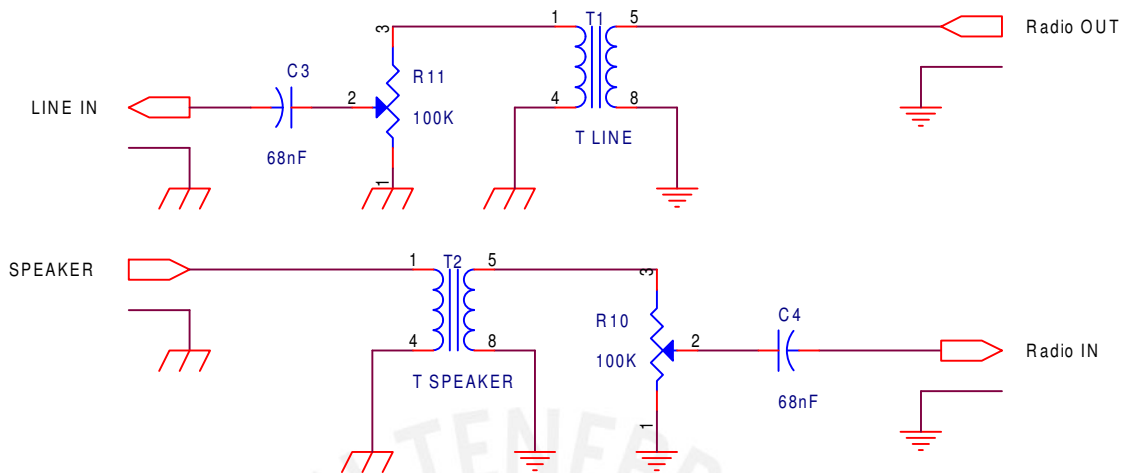 T1
1
5
Radio OUT
3
C3
R11
LINE IN
2
100K
4
8
T LINE
68nF
1
SPEAKER
1
T2
5
3
C4
R10
4
8
2
100K
Radio IN
T SPEAKER
68nF
1